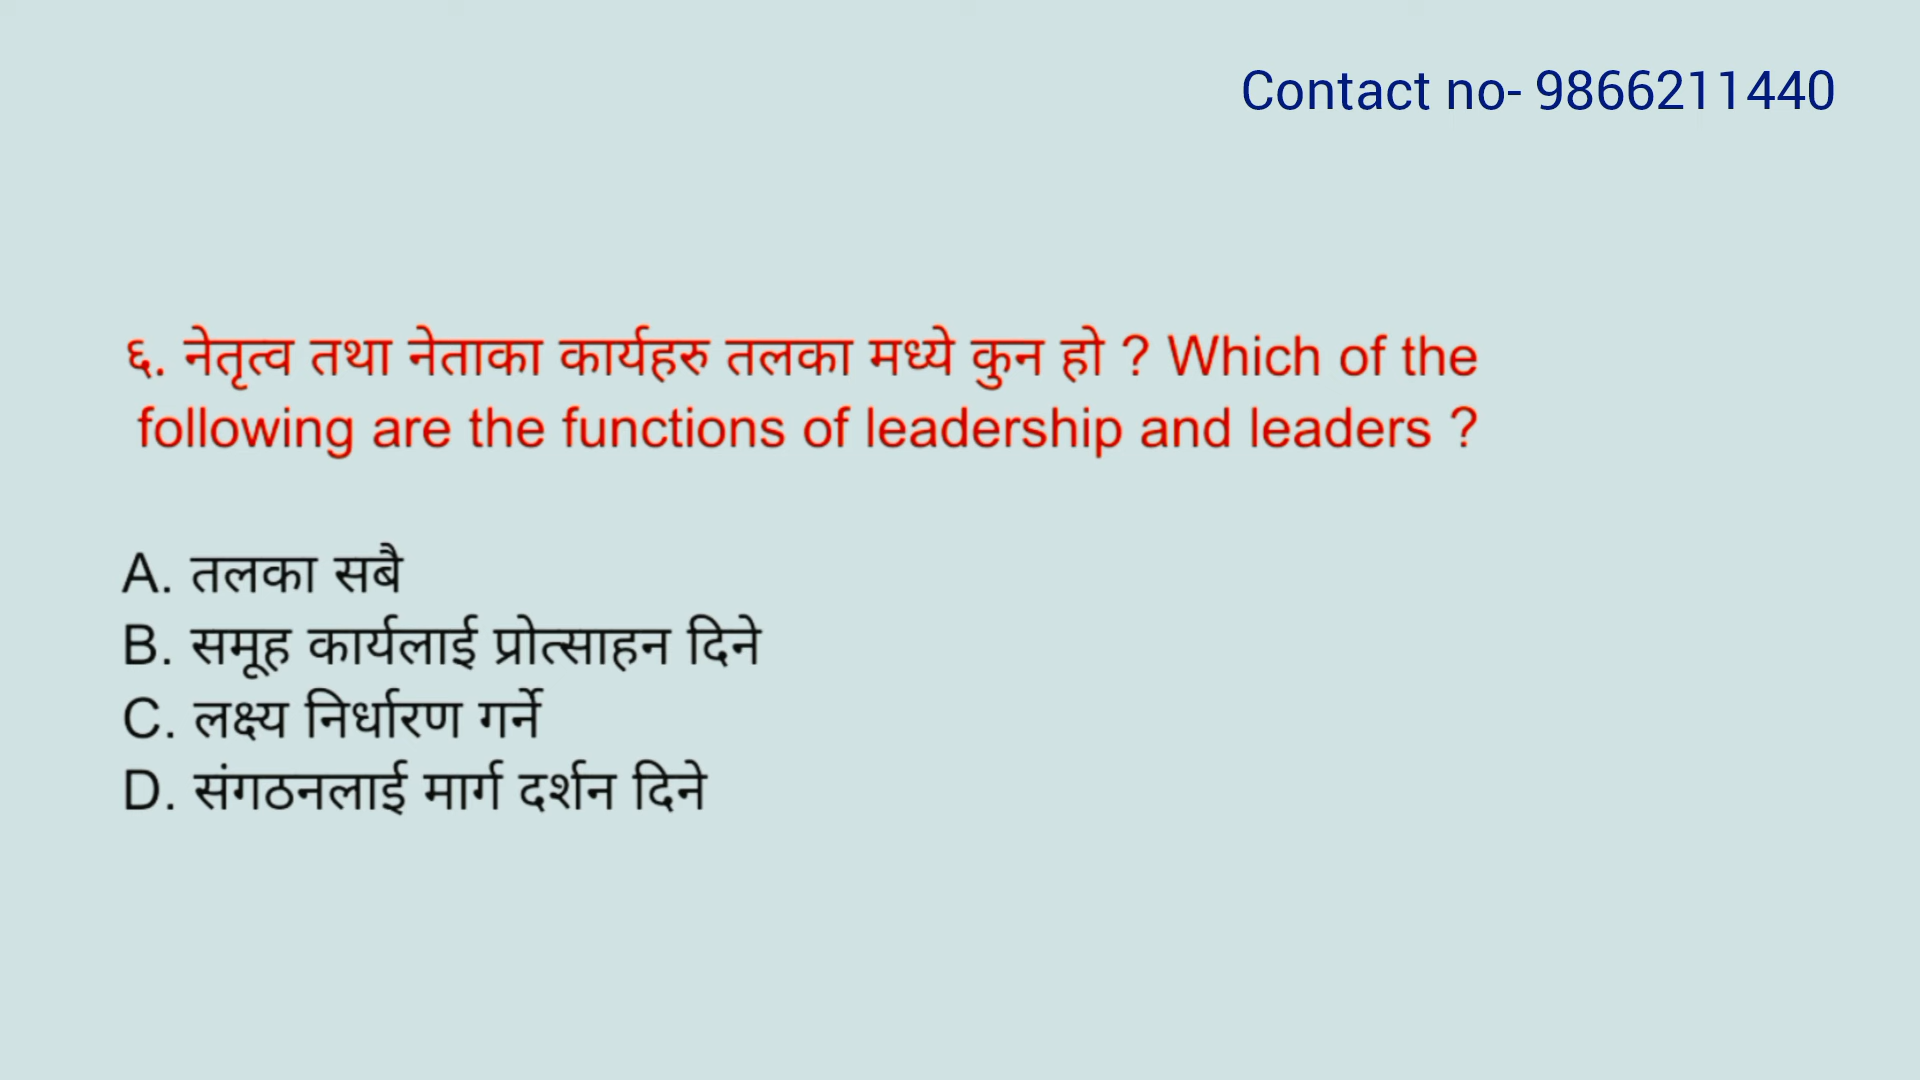 Contact no- 9866211440
६. नेतृत्व तथा नेताका कार्यहरु तलका मध्ये कुन हो ? Which of the
following are the functions of leadership and leaders ?
A. तलका सबै
B. समूह कार्यलाई प्रोत्साहन दिने
C. लक्ष्य निर्धारण गर्ने
D. संगठनलाई मार्ग दर्शन दिने